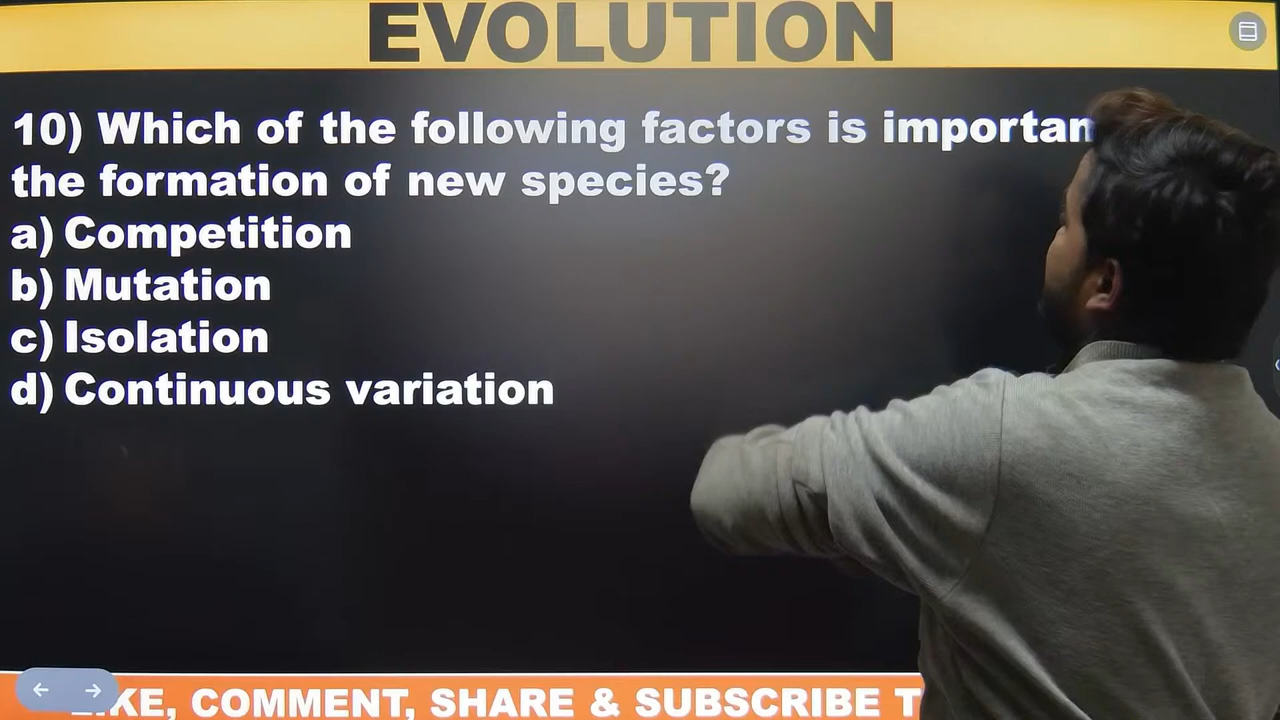 EVOLUTION
10) Which of the following factors is importan
the formation of new species?
a) Competition
b) Mutation
c) Isolation
d) Continuous variation
LIKE, COMMENT, SHARE & SUBSCRIBE T